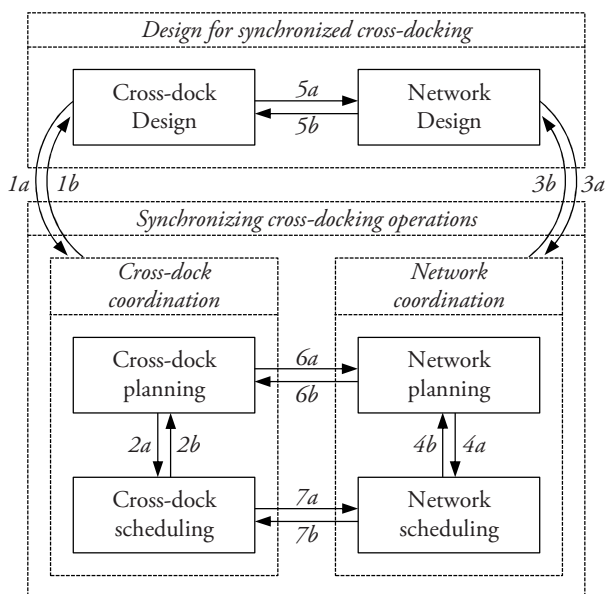 Design for synchronized cross-docking
Cross-dock
Design
5a
5b
Network
Design
1a
1b
3b
3a
Synchronizing cross-docking operations
Cross-dock
coordination
Network
coordination
Cross-dock
planning
6a
6b
Network
planning
2a
2b
4b
4a
Cross-dock
scheduling
7a
7b
Network
scheduling